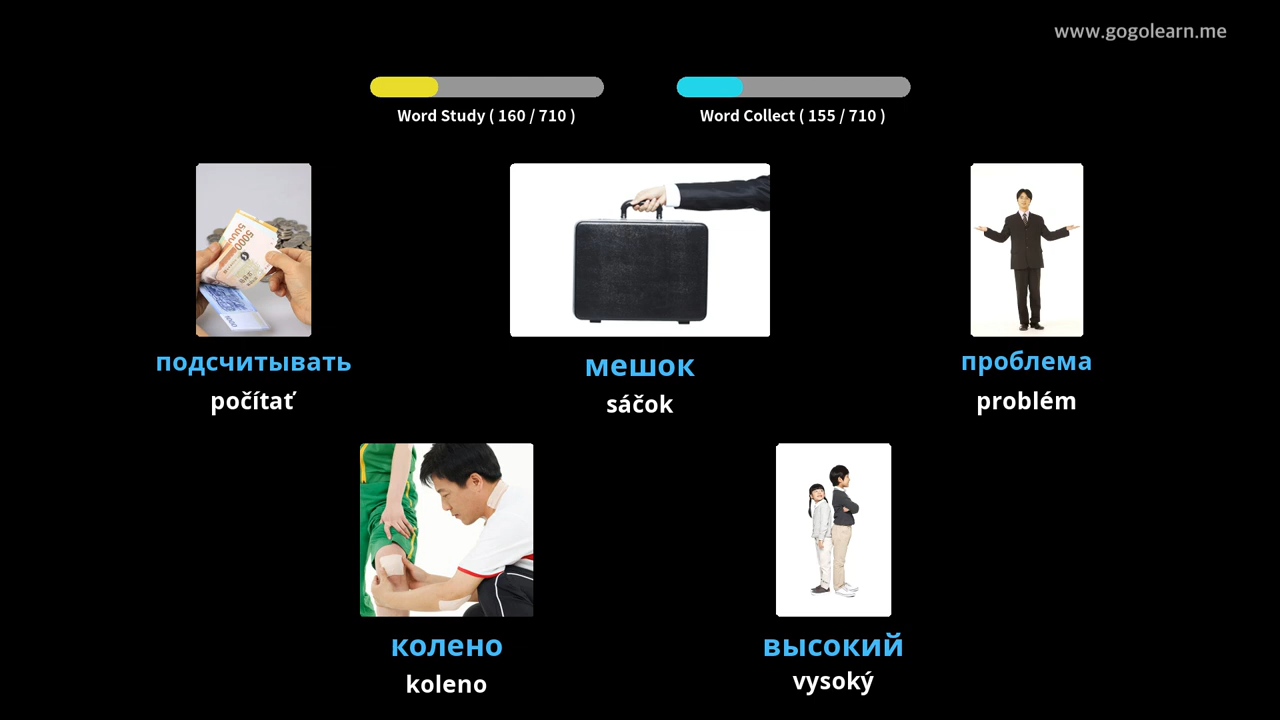 www.gogolearn.me
Word Study ( 160 / 710 )
Word Collect ( 155 / 710 )
подсчитывать
počítať
мешок
sáčok
проблема
problém
колено
koleno
высокий
vysoký